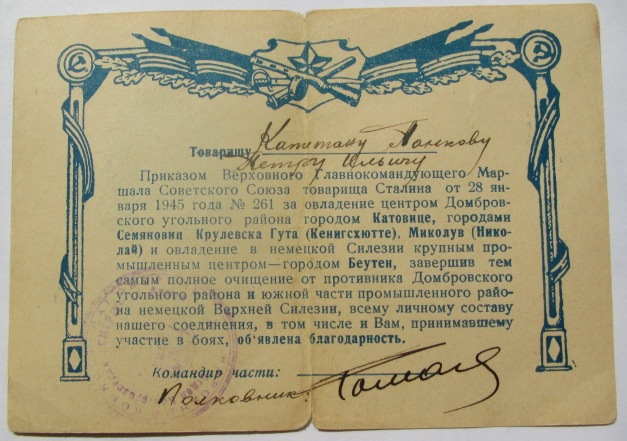 Товарищу Капитану Панкову
Петру Ильичу
Приказом Верховного Главнокомандующего Мар-
шала Советского Союза товарища Сталина от 28 янв-
аря 1945 года № 261 за овладение центром Домбров-
ского угольного района городом Катовице, городами
Семяновиц Крулевска Гута (Кенигсхютте), Миколув (Нико-
лай) и овладение в немецкой Силезии крупным про-
мышленным центром—городом Беутен, завершив тем
самым полное очищение от противника Домбровского
угольного района и южной части промышленного райо-
на немецкой Верхней Силезии, всему личному составу
нашего соединения, в том числе и Вам, принимавшему
участие в боях, об'явлена благодарность.
Командир части:
Полковник